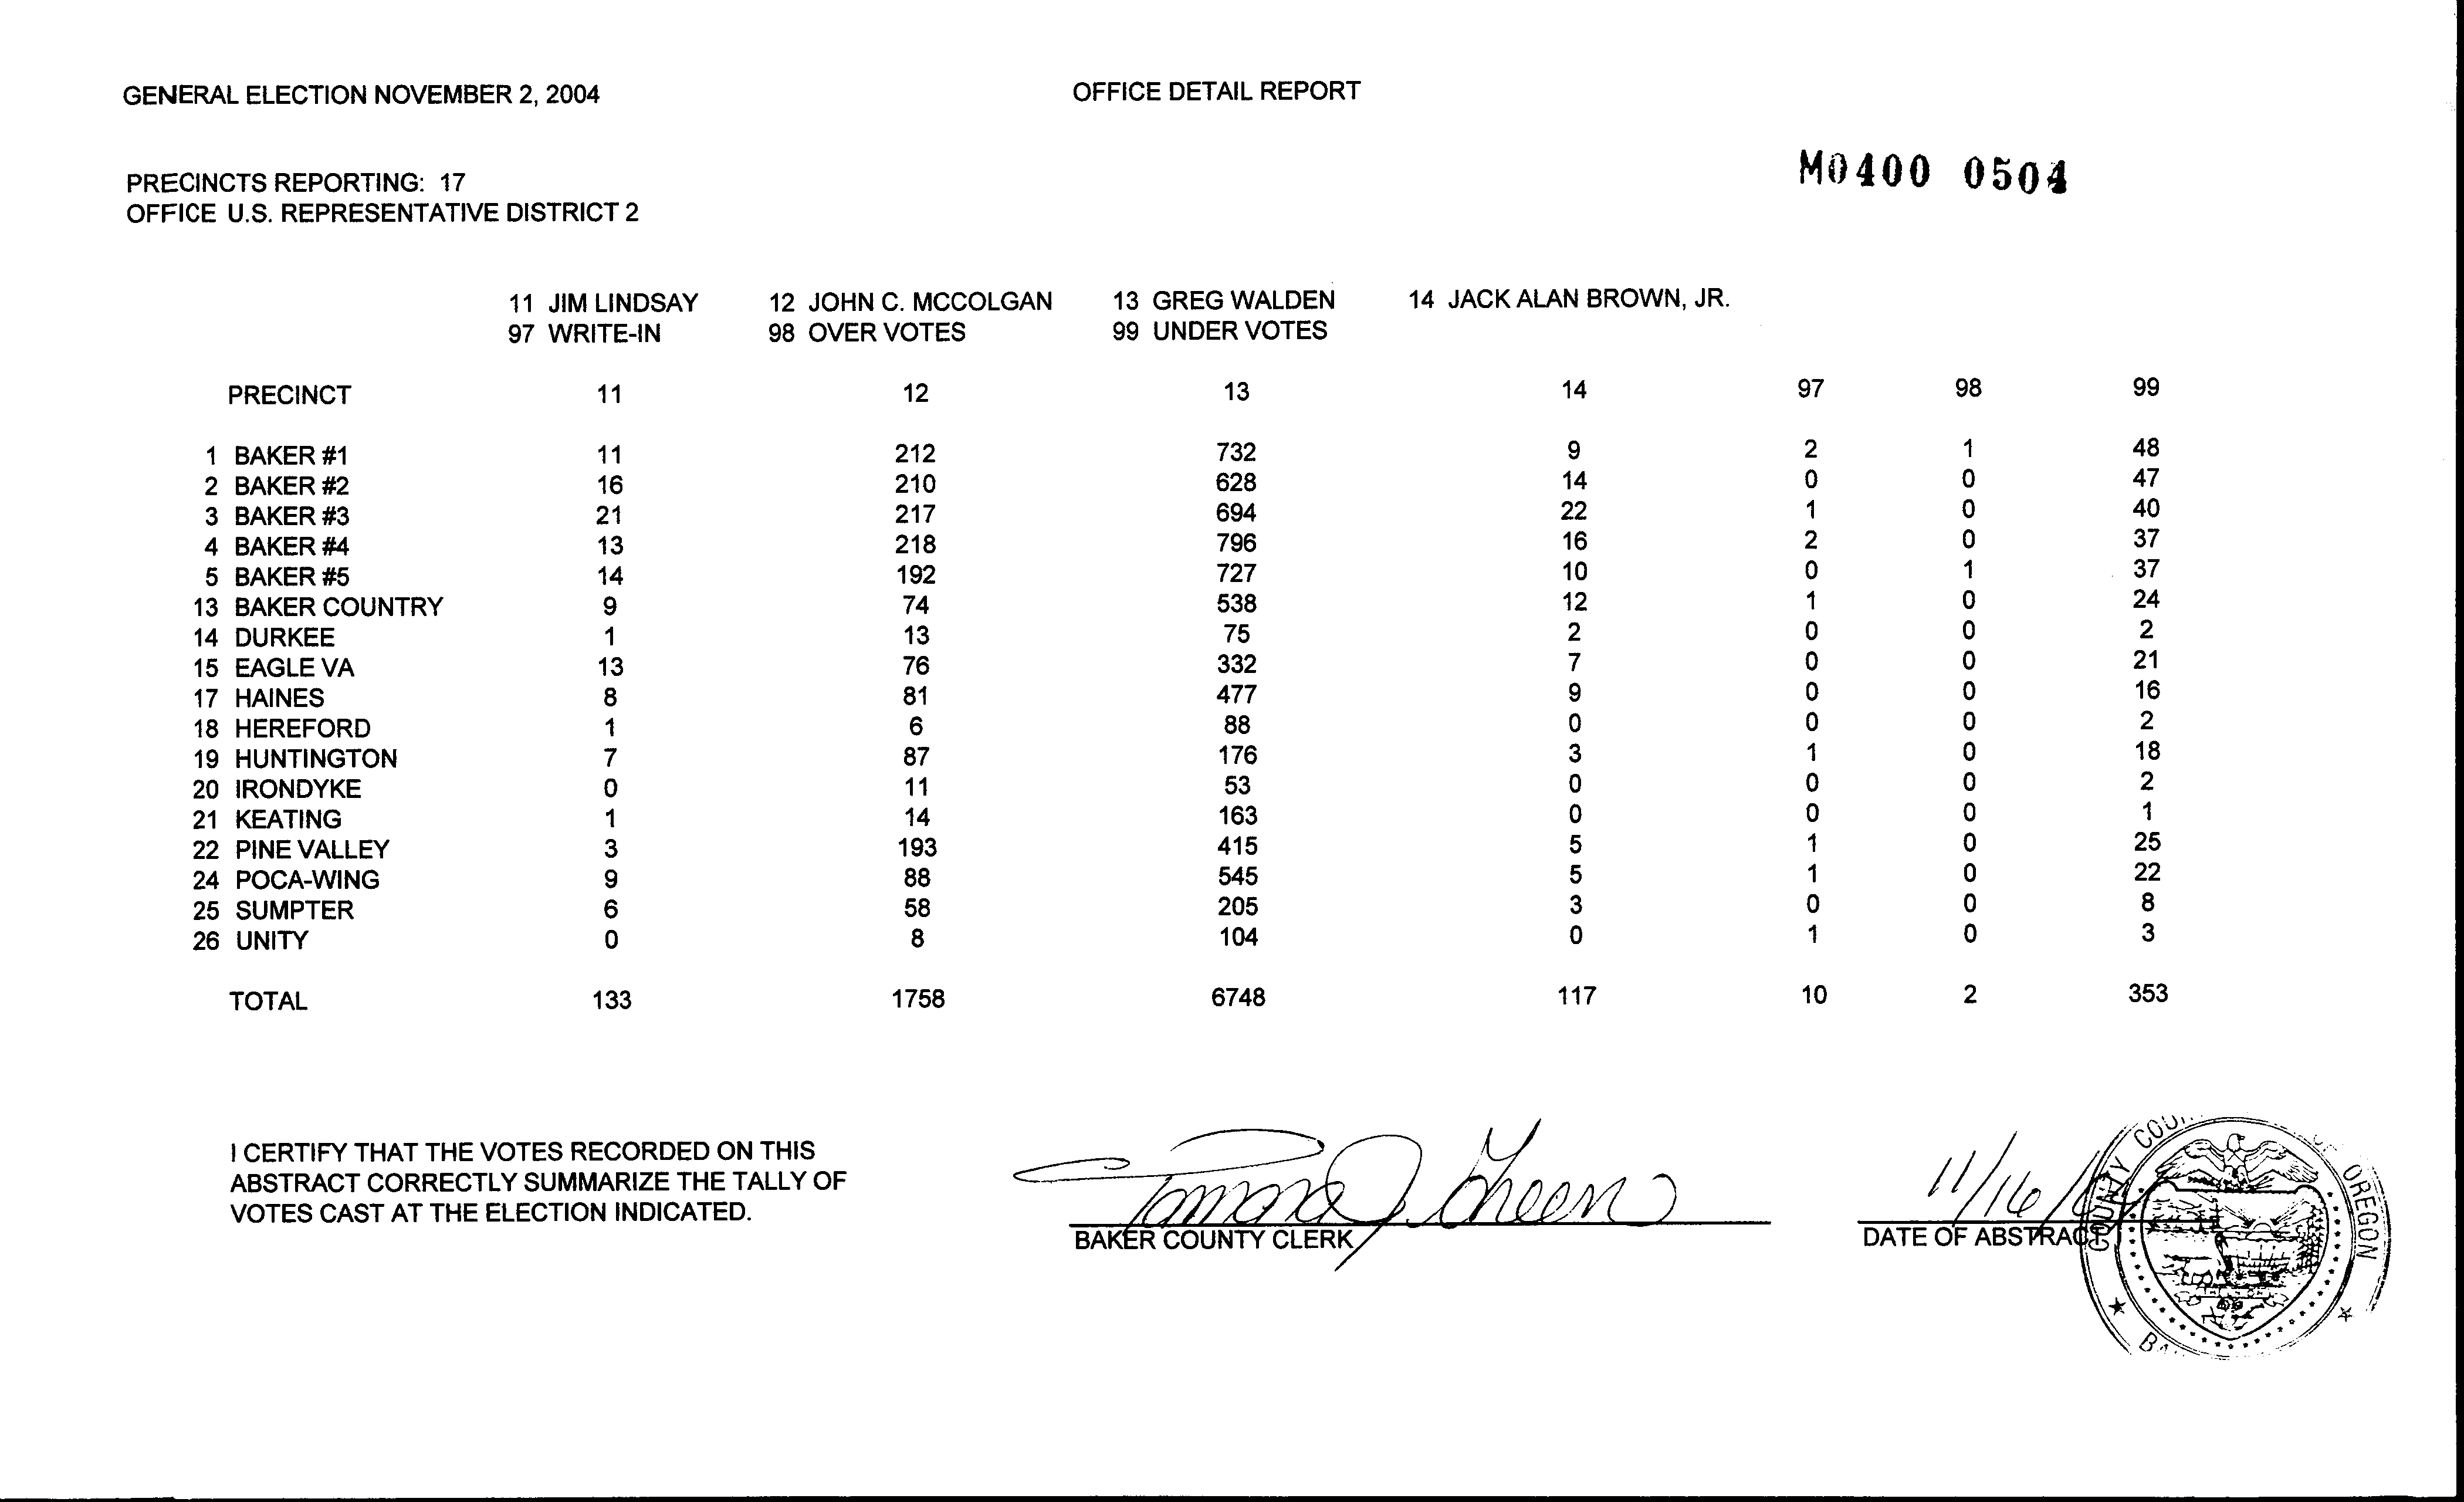 GENERAL ELECTION NOVEMBER 2, 2004 OFFICE DETAIL REPORT
M0400 0504
PRECINCTS REPORTING: 17
OFFICE U.S. REPRESENTATIVE DISTRICT 2
11 JIM LINDSAY 12 JOHN C. MCCOLGAN 13 GREG WALDEN 14 JACK ALAN BROWN, JR.
97 WRITE-IN 98 OVER VOTES 99 UNDER VOTES
PRECINCT 11 12 13 14 97 98 99
1 BAKER #1 11 212 732 9 2 1 48
2 BAKER #2 16 210 628 14 0 0 47
3 BAKER #3 21 217 694 22 1 0 40
4 BAKER #4 13 218 796 16 2 0 37
5 BAKER #5 14 192 727 10 0 1 37
13 BAKER COUNTRY 9 74 538 12 1 0 24
14 DURKEE 1 13 75 2 0 0 2
15 EAGLE VA 13 76 332 7 0 0 21
17 HAINES 8 81 477 9 0 0 16
18 HEREFORD 1 6 88 0 0 0 2
19 HUNTINGTON 7 87 176 3 1 0 18
20 IRONDYKE 0 11 53 0 0 0 2
21 KEATING 1 14 163 0 0 0 1
22 PINE VALLEY 3 193 415 5 1 0 25
24 POCA-WING 9 88 545 5 1 0 22
25 SUMPTER 6 58 205 3 0 0 8
26 UNITY 0 8 104 0 1 0 3
TOTAL 133 1758 6748 117 10 2 353
I CERTIFY THAT THE VOTES RECORDED ON THIS
ABSTRACT CORRECTLY SUMMARIZE THE TALLY OF
VOTES CAST AT THE ELECTION INDICATED.
Tamara J. Green
BAKER COUNTY CLERK
11/16/
DATE OF ABSTRACT
COUNTY OREGON